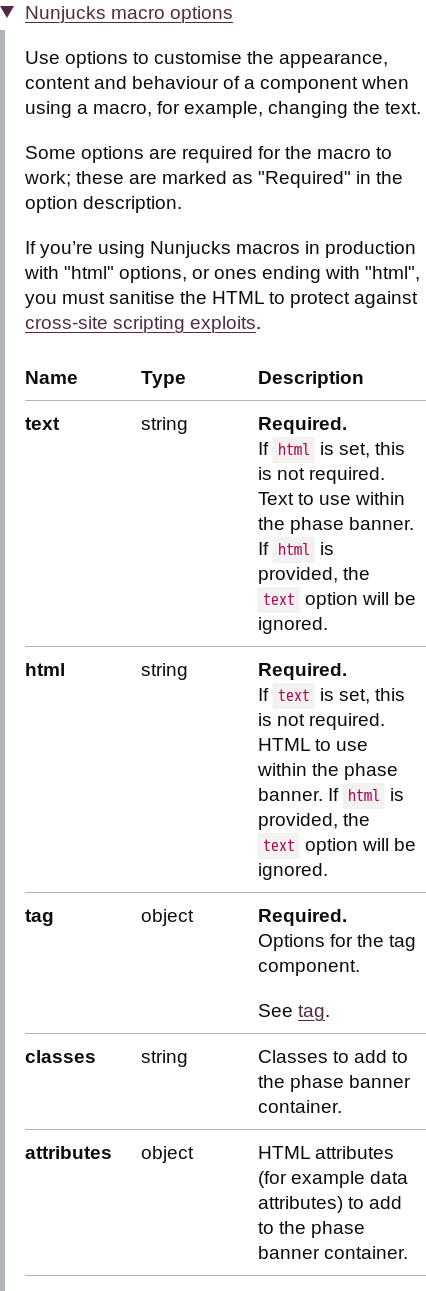 Nunjucks macro options
Use options to customise the appearance,
content and behaviour of a component when
using a macro, for example, changing the text.
Some options are required for the macro to
work; these are marked as "Required" in the
option description.
If you’re using Nunjucks macros in production
with "html" options, or ones ending with "html",
you must sanitise the HTML to protect against
cross-site scripting exploits.
Name Type Description
text string Required.
If html is set, this
is not required.
Text to use within
the phase banner.
If html is
provided, the
text option will be
ignored.
html string Required.
If text is set, this
is not required.
HTML to use
within the phase
banner. If html is
provided, the
text option will be
ignored.
tag object Required.
Options for the tag
component.
See tag.
classes string Classes to add to
the phase banner
container.
attributes object HTML attributes
(for example data
attributes) to add
to the phase
banner container.